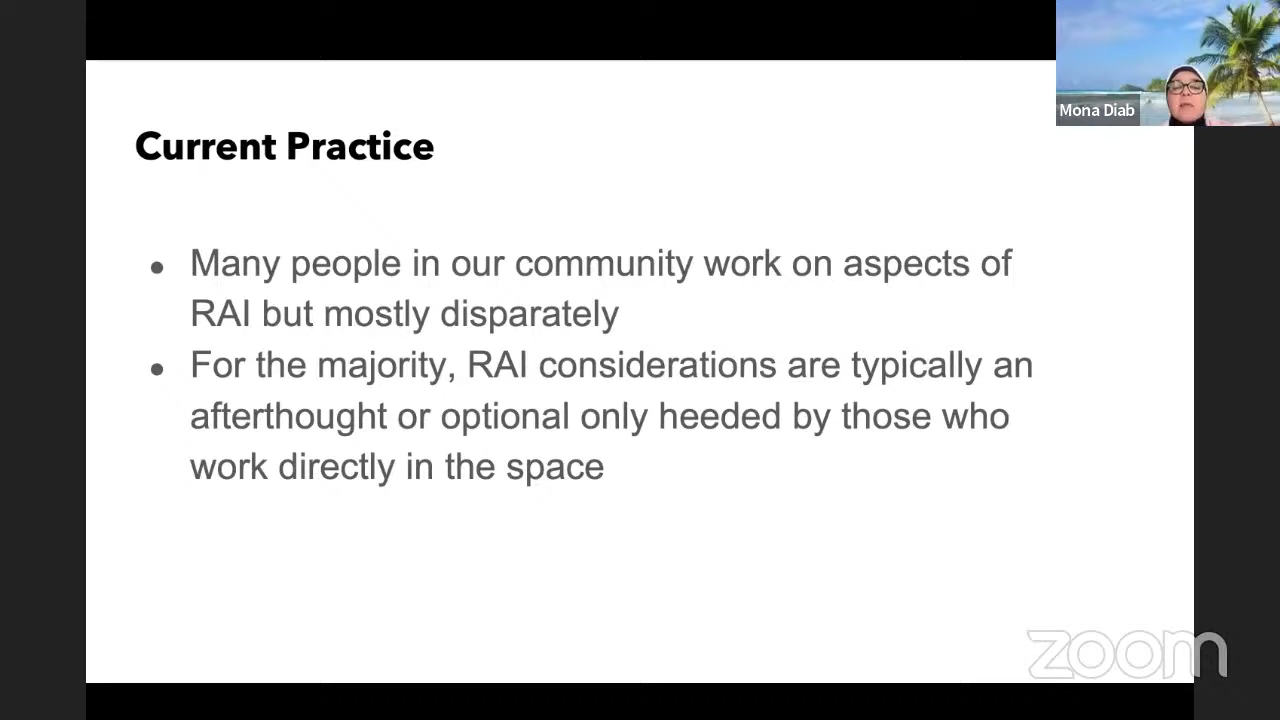 Mona Diab
Current Practice
• Many people in our community work on aspects of
RAI but mostly disparately
• For the majority, RAI considerations are typically an
afterthought or optional only heeded by those who
work directly in the space
zoom